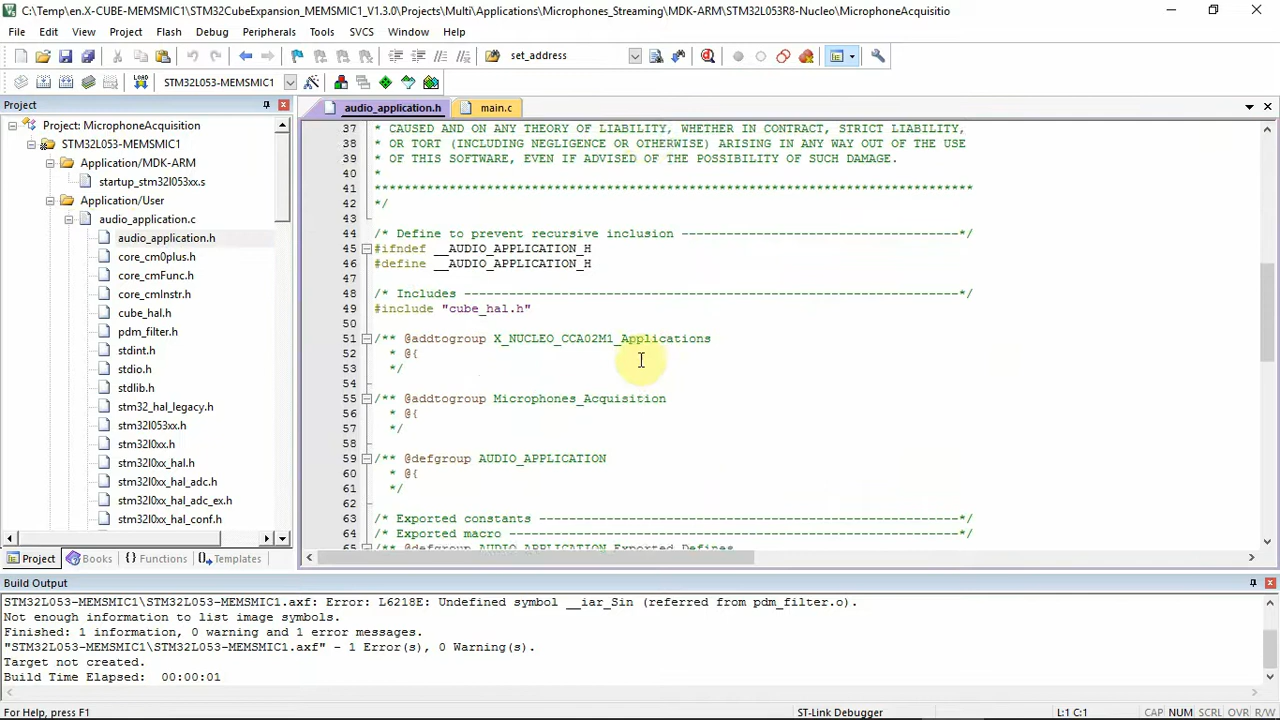 C:\Temp\en.X-CUBE-MEMSMIC1\STM32CubeExpansion_MEMSMIC1_V1.3.0\Projects\Multi\Applications\Microphones_Streaming\MDK-ARM\STM32L053R8-Nucleo\MicrophoneAcquisitio
File Edit View Project Flash Debug Peripherals Tools SVCS Window Help
set_address
LOAD STM32L053-MEMSMIC1
Project
Project: MicrophoneAcquisition
STM32L053-MEMSMIC1
Application/MDK-ARM
startup_stm32l053xx.s
Application/User
audio_application.c
audio_application.h
core_cm0plus.h
core_cmFunc.h
core_cmInstr.h
cube_hal.h
pdm_filter.h
stdint.h
stdio.h
stdlib.h
stm32_hal_legacy.h
stm32l053xx.h
stm32l0xx.h
stm32l0xx_hal.h
stm32l0xx_hal_adc.h
stm32l0xx_hal_adc_ex.h
stm32l0xx_hal_conf.h
Project Books {} Functions Templates
audio_application.h main.c
37 * CAUSED AND ON ANY THEORY OF LIABILITY, WHETHER IN CONTRACT, STRICT LIABILITY,
38 * OR TORT (INCLUDING NEGLIGENCE OR OTHERWISE) ARISING IN ANY WAY OUT OF THE USE
39 * OF THIS SOFTWARE, EVEN IF ADVISED OF THE POSSIBILITY OF SUCH DAMAGE.
40 *
41 ********************************************************************************
42 */
43
44 /* Define to prevent recursive inclusion -------------------------------------*/
45 #ifndef __AUDIO_APPLICATION_H
46 #define __AUDIO_APPLICATION_H
47
48 /* Includes ------------------------------------------------------------------*/
49 #include "cube_hal.h"
50
51 /** @addtogroup X_NUCLEO_CCA02M1_Applications
52 * @{
53 */
54
55 /** @addtogroup Microphones_Acquisition
56 * @{
57 */
58
59 /** @defgroup AUDIO_APPLICATION
60 * @{
61 */
62
63 /* Exported constants --------------------------------------------------------*/
64 /* Exported macro ------------------------------------------------------------*/
65 /** @defgroup AUDIO_APPLICATION_Exported_Defines
Build Output
STM32L053-MEMSMIC1\STM32L053-MEMSMIC1.axf: Error: L6218E: Undefined symbol __iar_Sin (referred from pdm_filter.o).
Not enough information to list image symbols.
Finished: 1 information, 0 warning and 1 error messages.
"STM32L053-MEMSMIC1\STM32L053-MEMSMIC1.axf" - 1 Error(s), 0 Warning(s).
Target not created.
Build Time Elapsed: 00:00:01
For Help, press F1 ST-Link Debugger L:1 C:1 CAP NUM SCRL OVR R/W